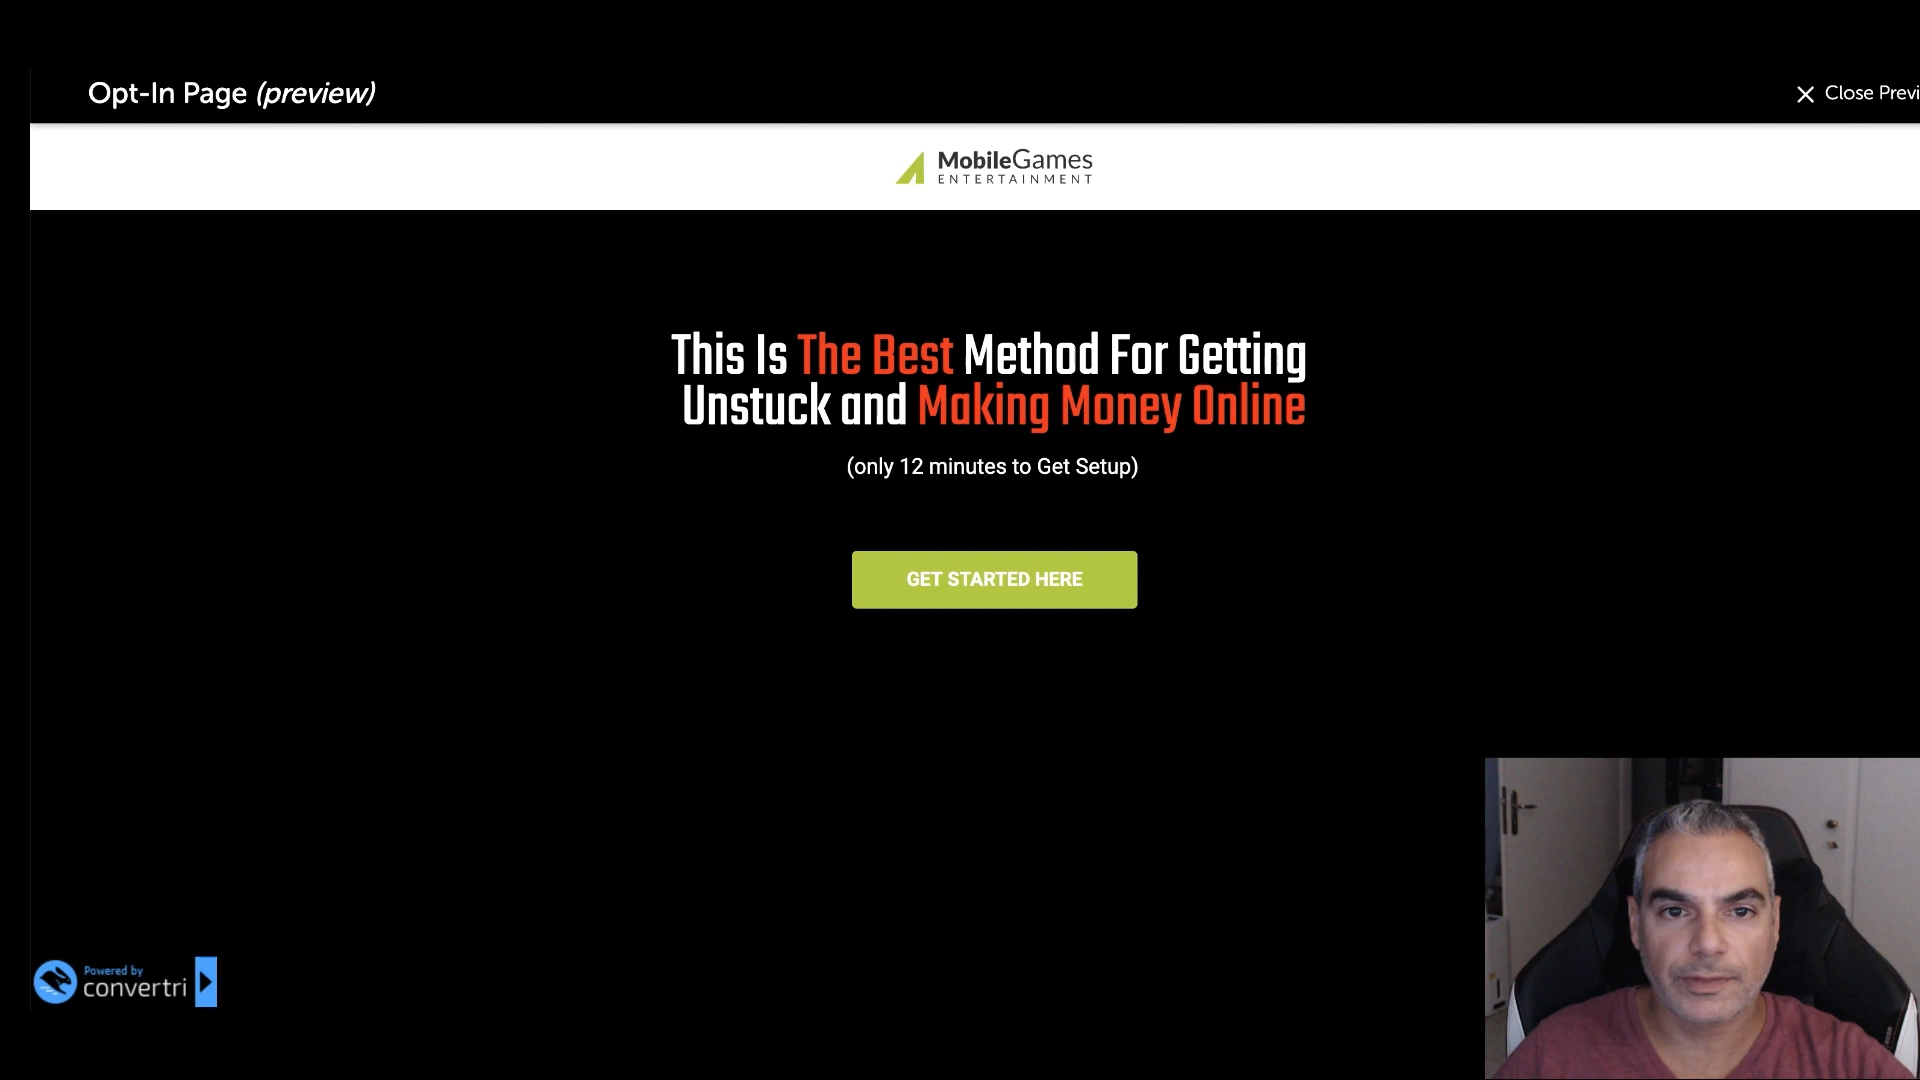 Opt-In Page (preview)
Close Previ
MobileGames
ENTERTAINMENT
This Is The Best Method For Getting
Unstuck and Making Money Online
(only 12 minutes to Get Setup)
GET STARTED HERE
Powered by
convertri